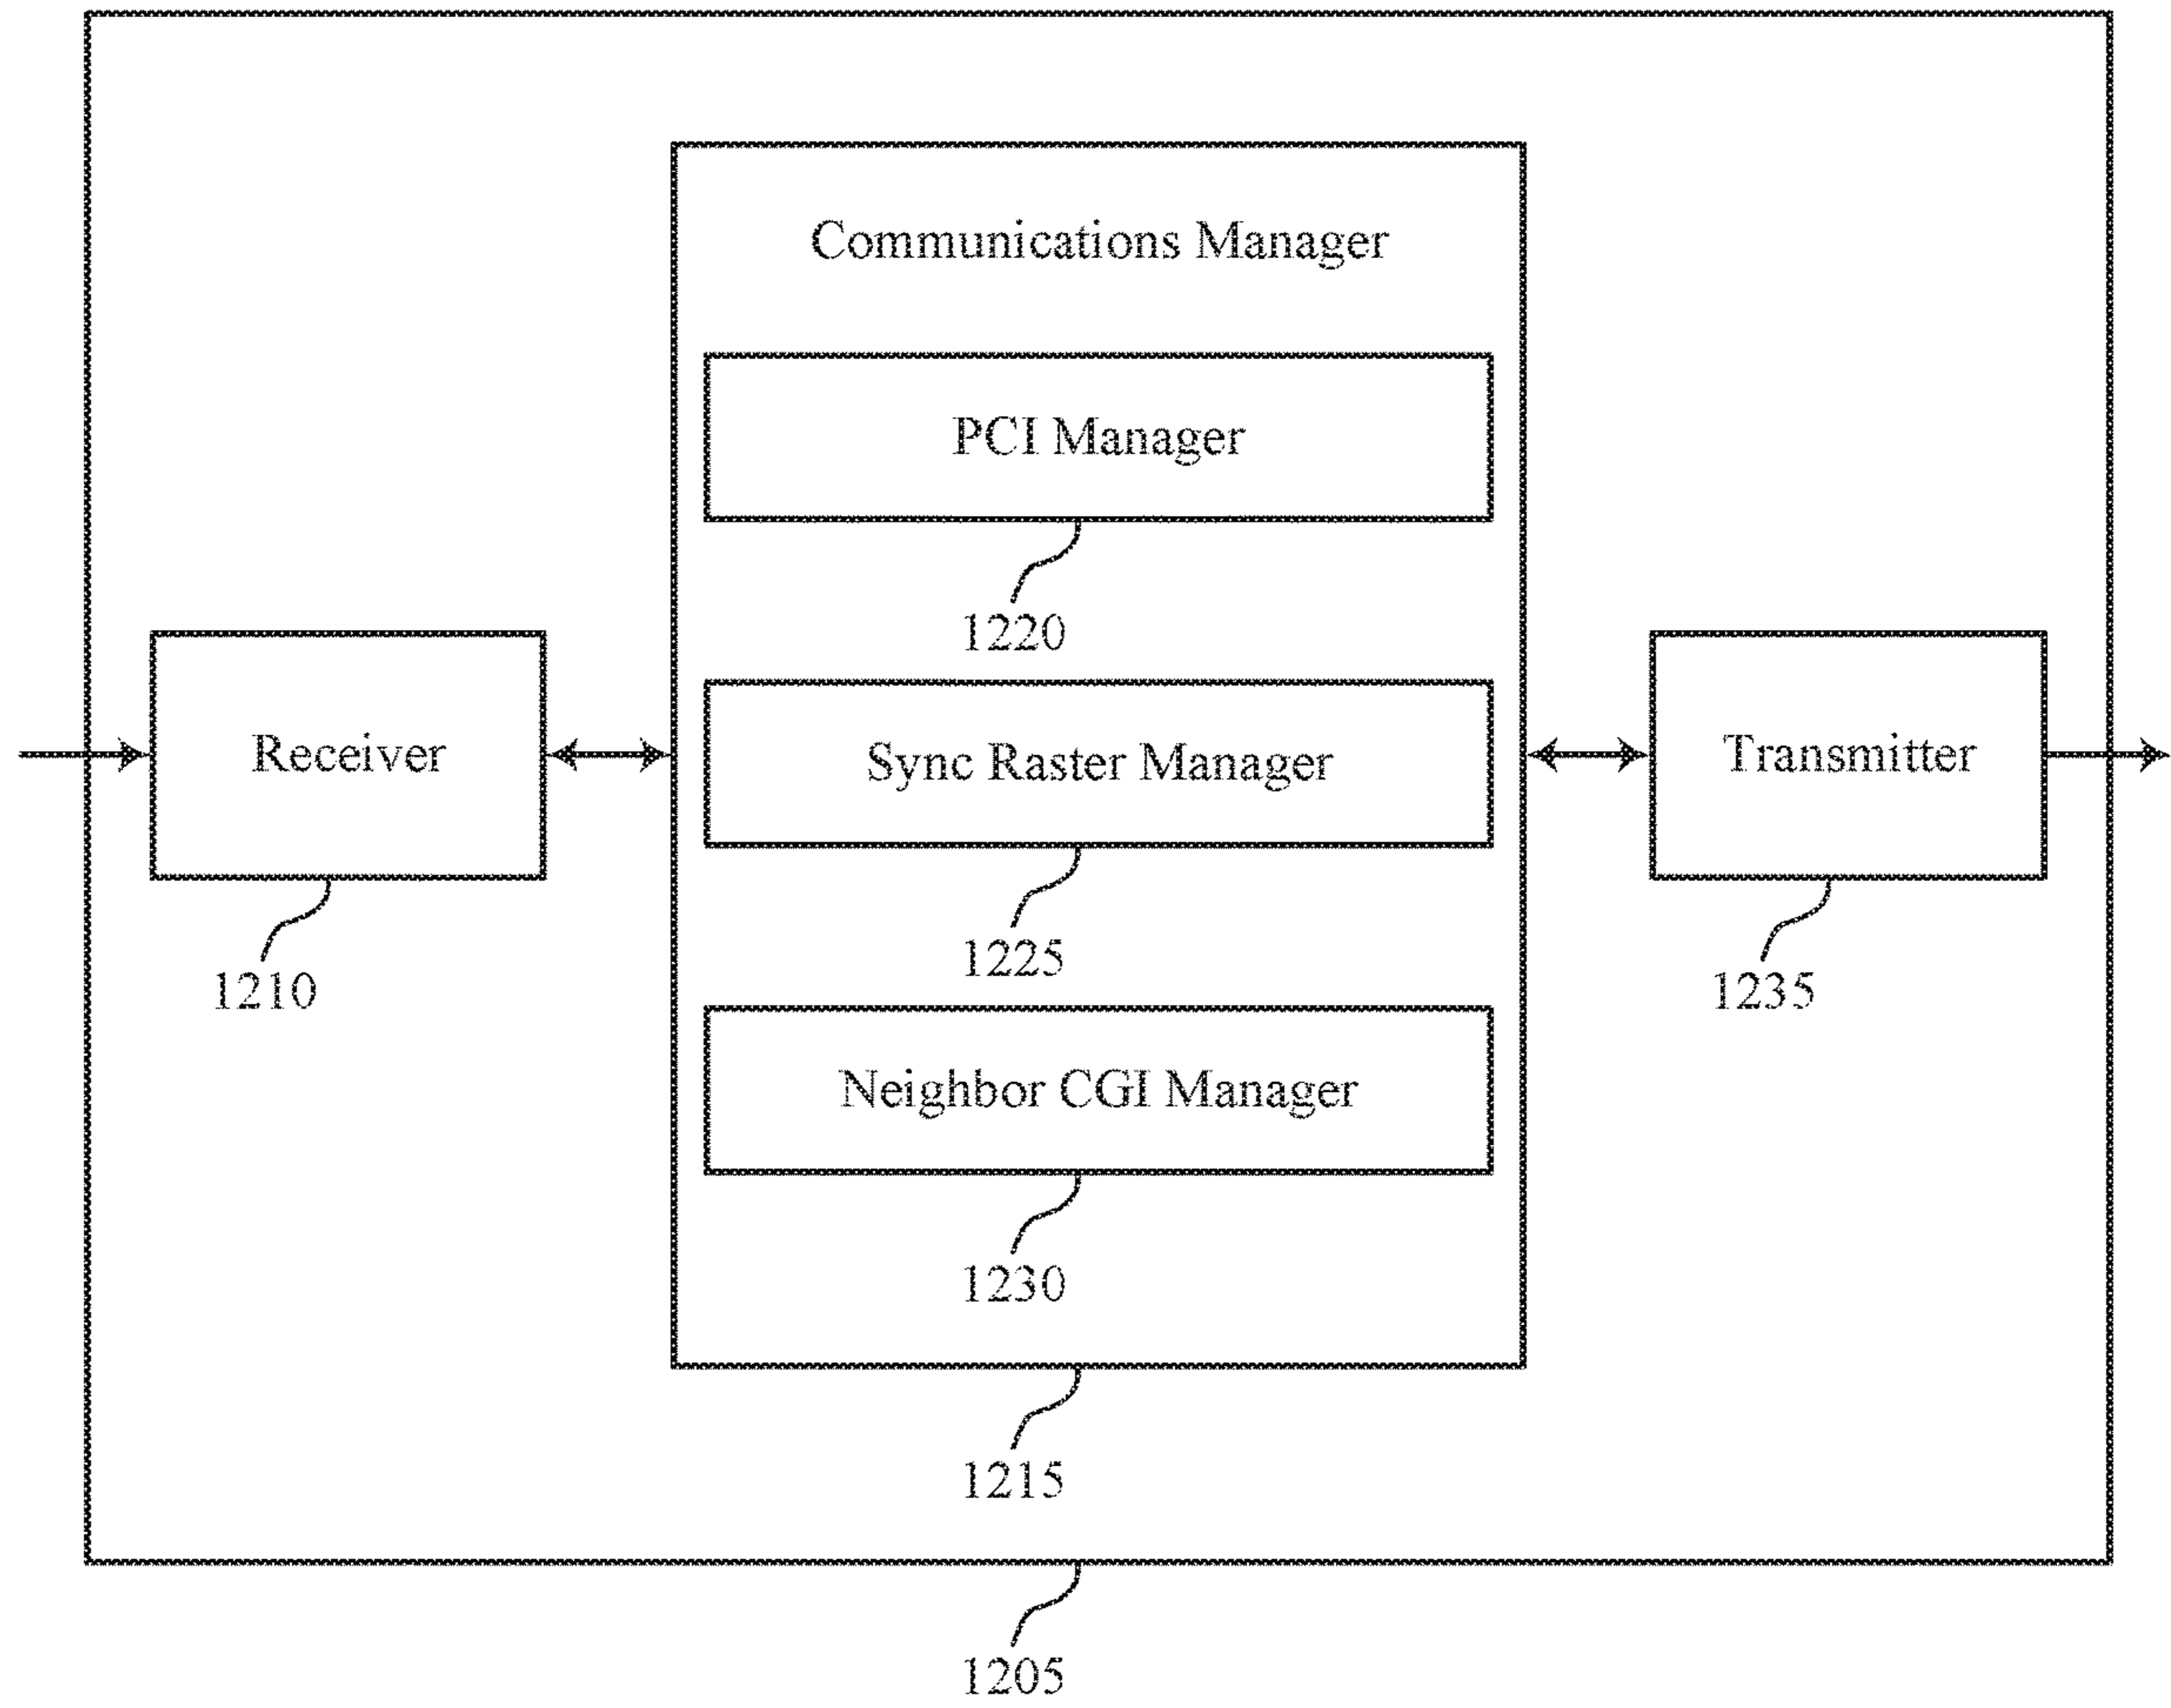 Communications Manager
PCI Manager
1220
Receiver
1210
Sync Raster Manager
1225
Transmitter
1235
Neighbor CGI Manager
1230
1215
1205